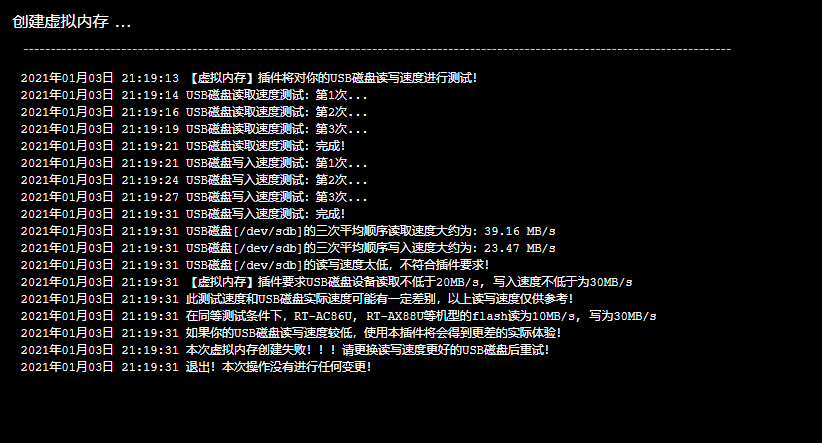 创建虚拟内存 ...
----------------------------------------------------------------------------------------------------
2021年01月03日 21:19:13 【虚拟内存】插件将对你的USB磁盘读写速度进行测试!
2021年01月03日 21:19:14 USB磁盘读取速度测试: 第1次...
2021年01月03日 21:19:16 USB磁盘读取速度测试: 第2次...
2021年01月03日 21:19:19 USB磁盘读取速度测试: 第3次...
2021年01月03日 21:19:21 USB磁盘读取速度测试: 完成!
2021年01月03日 21:19:21 USB磁盘写入速度测试: 第1次...
2021年01月03日 21:19:24 USB磁盘写入速度测试: 第2次...
2021年01月03日 21:19:27 USB磁盘写入速度测试: 第3次...
2021年01月03日 21:19:31 USB磁盘写入速度测试: 完成!
2021年01月03日 21:19:31 USB磁盘[/dev/sdb]的三次平均顺序读取速度大约为: 39.16 MB/s
2021年01月03日 21:19:31 USB磁盘[/dev/sdb]的三次平均顺序写入速度大约为: 23.47 MB/s
2021年01月03日 21:19:31 USB磁盘[/dev/sdb]的读写速度太低, 不符合插件要求!
2021年01月03日 21:19:31 【虚拟内存】插件要求USB磁盘设备读取不低于20MB/s, 写入速度不低于为30MB/s
2021年01月03日 21:19:31 此测试速度和USB磁盘实际速度可能有一定差别, 以上读写速度仅供参考!
2021年01月03日 21:19:31 在同等测试条件下, RT-AC86U, RT-AX88U等机型的flash读为10MB/s, 写为30MB/s
2021年01月03日 21:19:31 如果你的USB磁盘读写速度较低, 使用本插件将会得到更差的实际体验!
2021年01月03日 21:19:31 本次虚拟内存创建失败!!! 请更换读写速度更好的USB磁盘后重试!
2021年01月03日 21:19:31 退出! 本次操作没有进行任何变更!